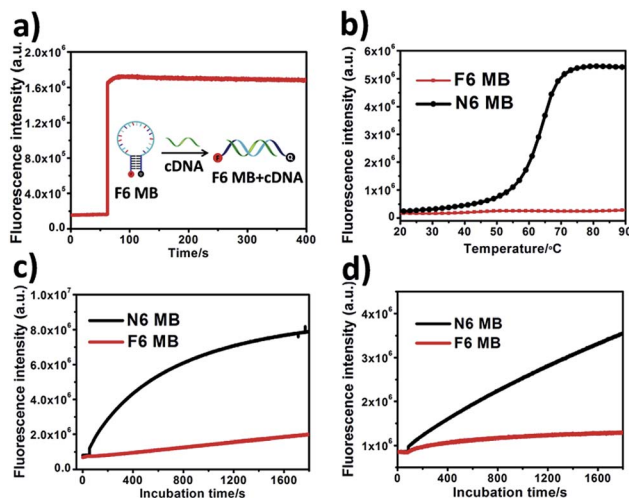 a)
Fluorescence intensity (a.u.)
2.0x10⁶
1.6x10⁶
1.2x10⁶
8.0x10⁵
4.0x10⁵
0.0
F6 MB
cDNA
F
Q
F6 MB+cDNA
0 100 200 300 400
Time/s
b)
Fluorescence intensity (a.u.)
6x10⁶
5x10⁶
4x10⁶
3x10⁶
2x10⁶
1x10⁶
0
F6 MB
N6 MB
20 30 40 50 60 70 80 90
Temperature/ᵒC
c)
Fluorescence intensity (a.u.)
1.0x10⁷
8.0x10⁶
6.0x10⁶
4.0x10⁶
2.0x10⁶
0.0
N6 MB
F6 MB
0 400 800 1200 1600
Incubation time/s
d)
Fluorescence intensity (a.u.)
4x10⁶
3x10⁶
2x10⁶
1x10⁶
N6 MB
F6 MB
0 400 800 1200 1600
Incubation time/s